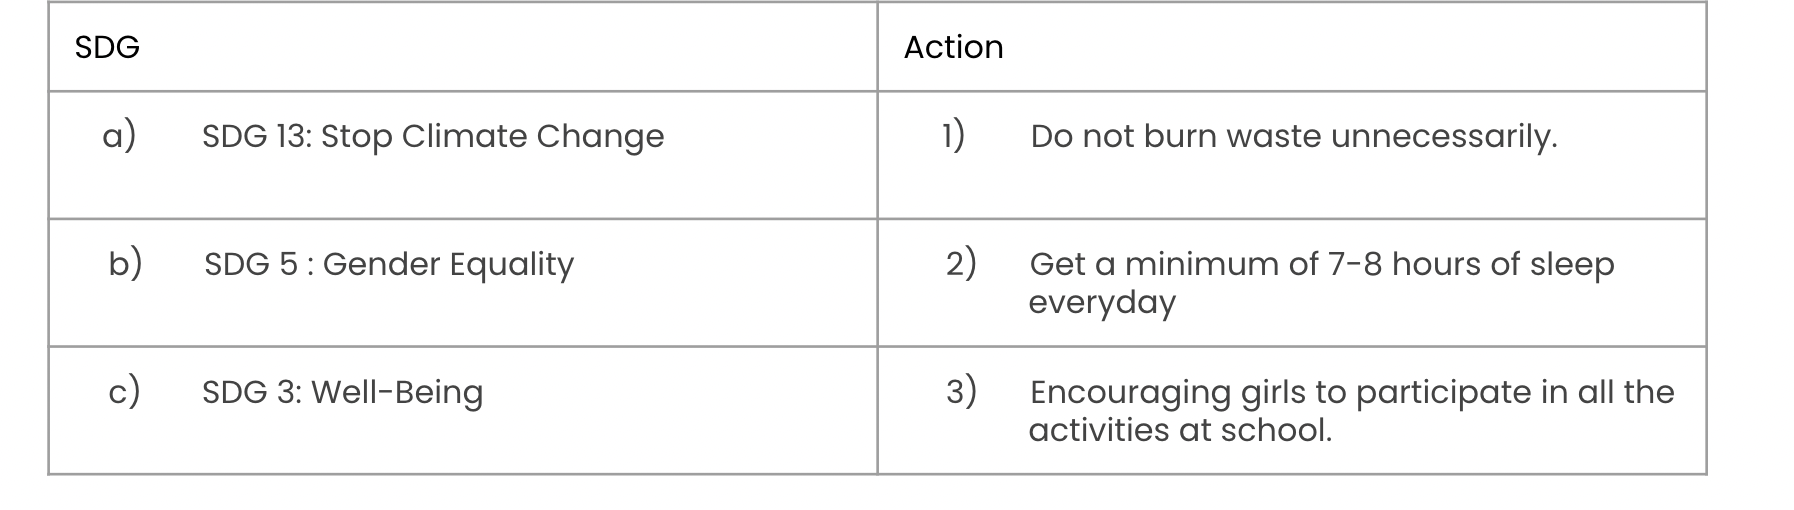 SDG
Action
a) SDG 13: Stop Climate Change
1) Do not burn waste unnecessarily.
b) SDG 5 : Gender Equality
2) Get a minimum of 7-8 hours of sleep
everyday
c) SDG 3: Well-Being
3) Encouraging girls to participate in all the
activities at school.